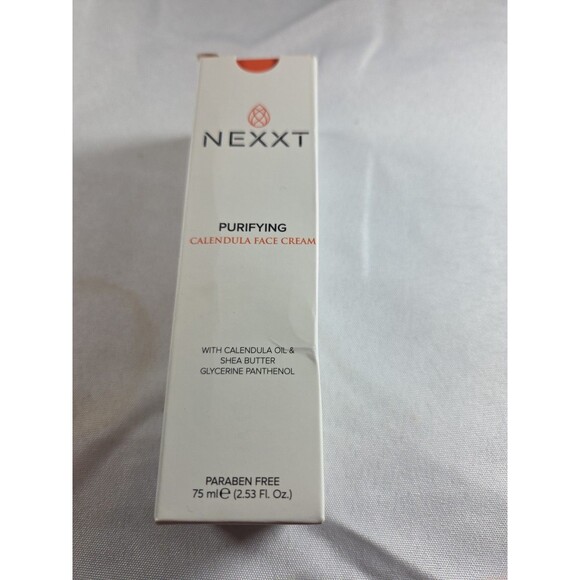 NEXXT
PURIFYING
CALENDULA FACE CREAM
WITH CALENDULA OIL &
SHEA BUTTER
GLYCERINE PANTHENOL
PARABEN FREE
75 ml℮ (2.53 Fl. Oz.)